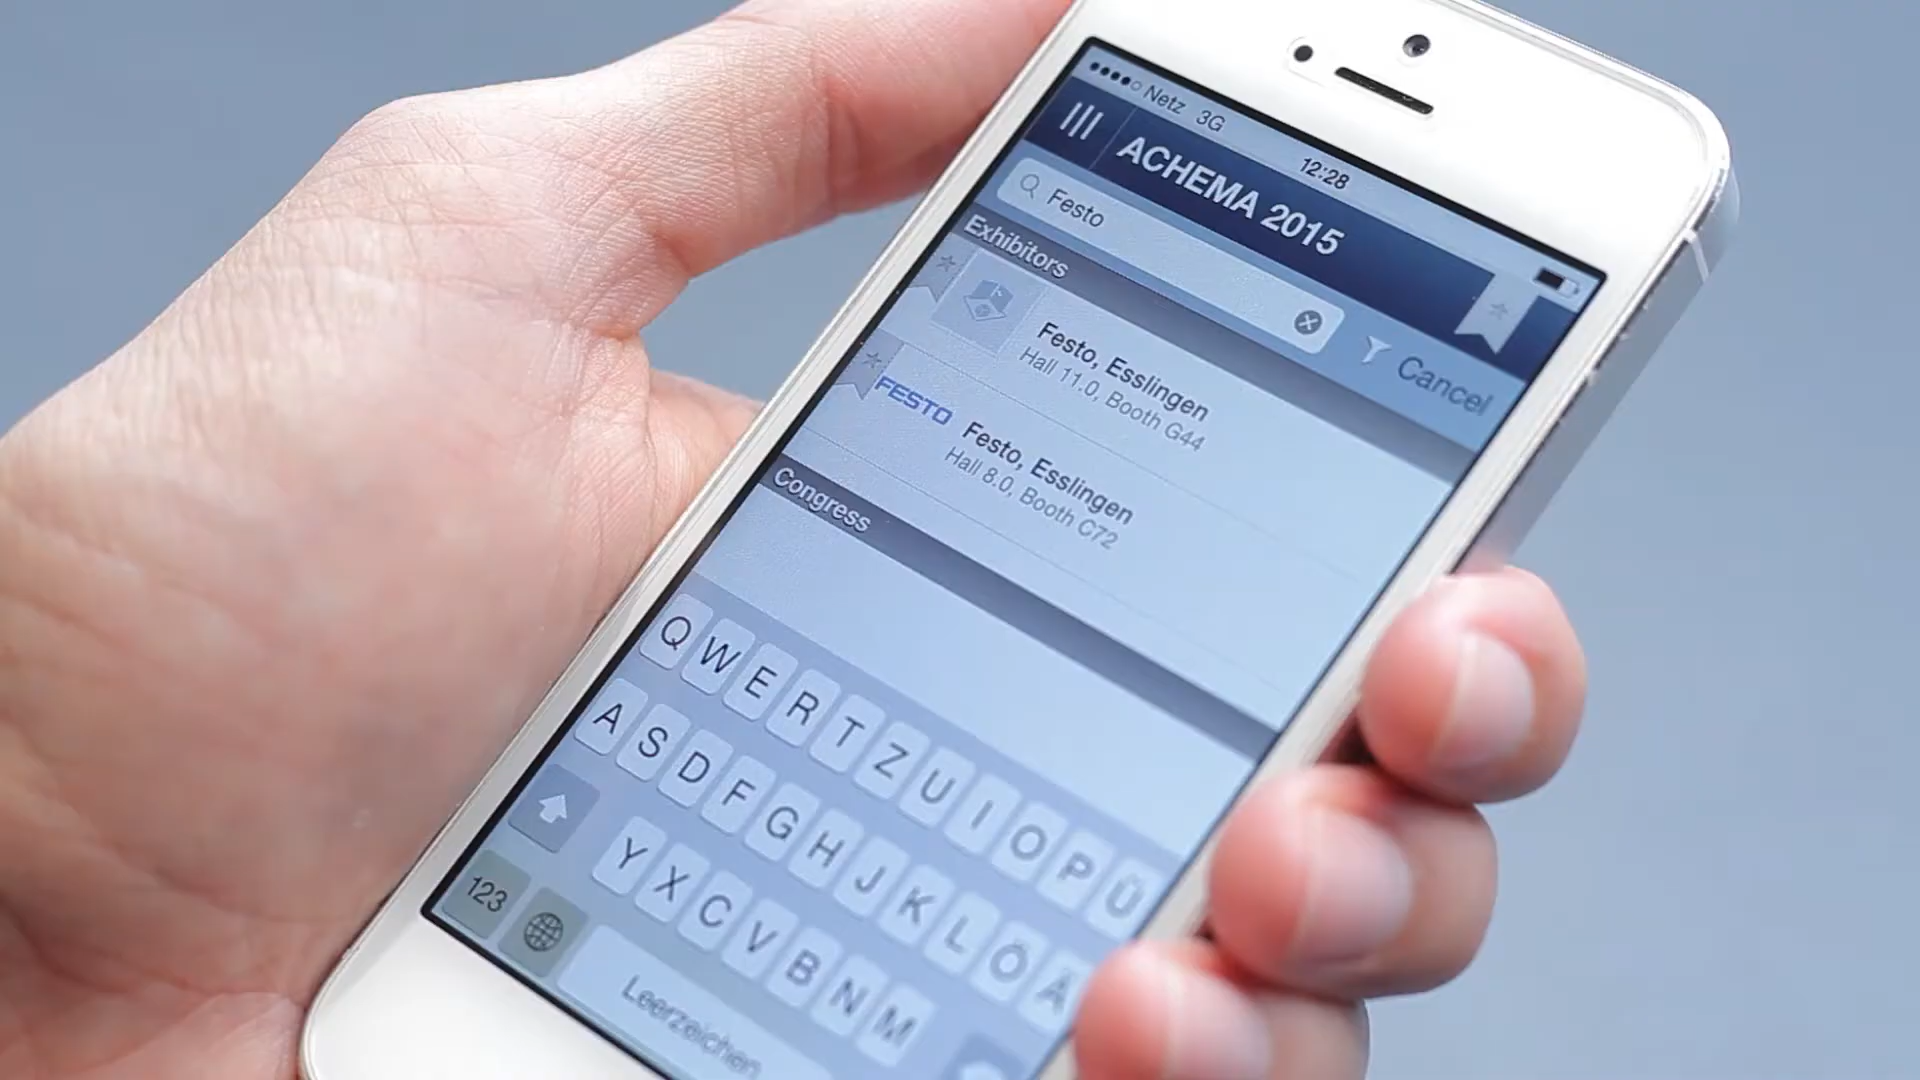 Netz 3G 12:28
ACHEMA 2015
Festo
Cancel
Exhibitors
Festo, Esslingen
Hall 11.0, Booth G44
FESTO
Festo, Esslingen
Hall 8.0, Booth C72
Congress
Q W E R T Z U I O P Ü
A S D F G H J K L Ö Ä
Y X C V B N M
123
Leerzeichen